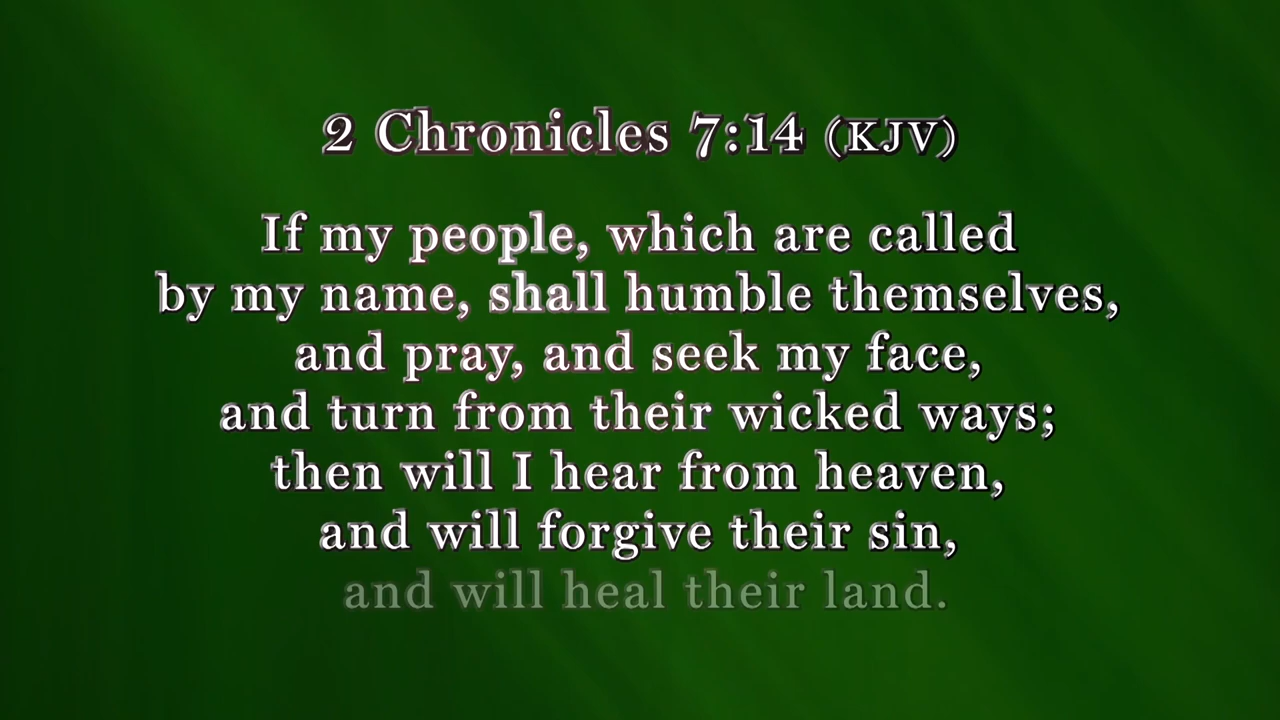 2 Chronicles 7:14 (KJV)
If my people, which are called
by my name, shall humble themselves,
and pray, and seek my face,
and turn from their wicked ways;
then will I hear from heaven,
and will forgive their sin,
and will heal their land.